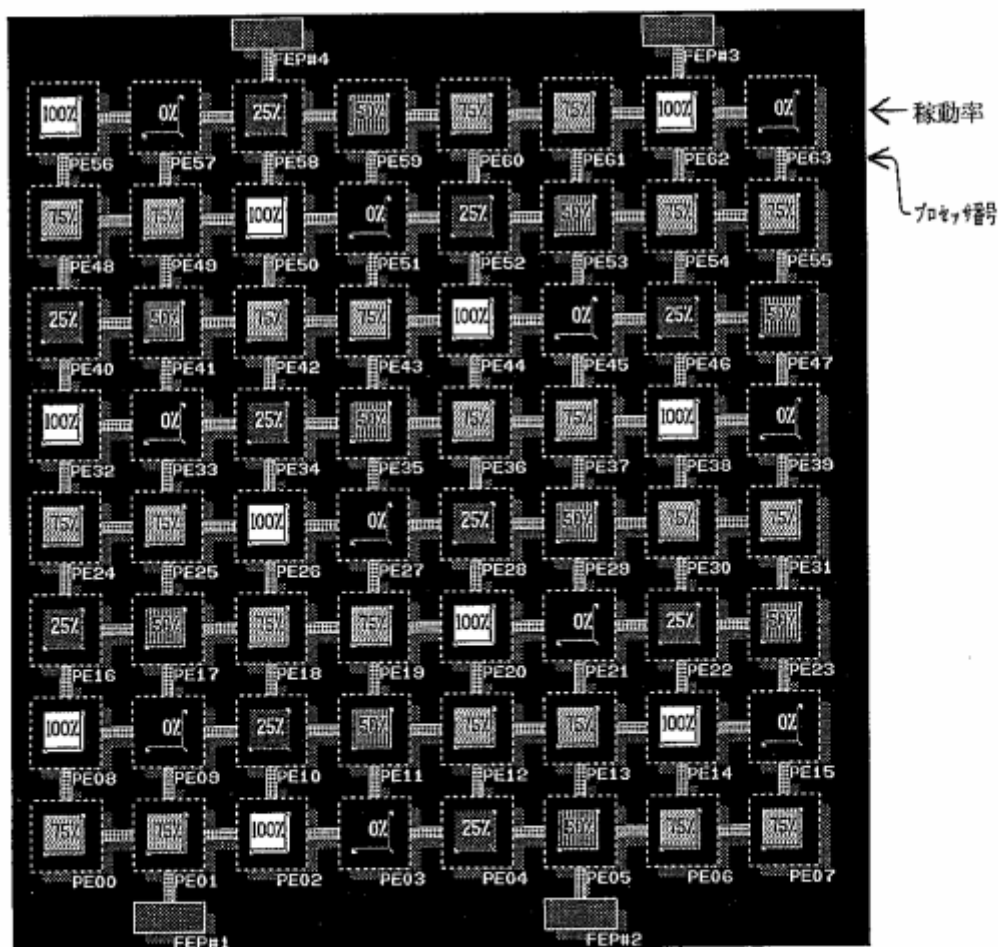 FEP#4 FEP#3
100% 0% 25% 50% 75% 75% 100% 0% 稼動率
PE56 PE57 PE58 PE59 PE60 PE61 PE62 PE63
75% 75% 100% 0% 25% 50% 75% 75% プロセッサ番号
PE48 PE49 PE50 PE51 PE52 PE53 PE54 PE55
25% 50% 75% 75% 100% 0% 25% 50%
PE40 PE41 PE42 PE43 PE44 PE45 PE46 PE47
100% 0% 25% 50% 75% 75% 100% 0%
PE32 PE33 PE34 PE35 PE36 PE37 PE38 PE39
75% 75% 100% 0% 25% 50% 75% 75%
PE24 PE25 PE26 PE27 PE28 PE29 PE30 PE31
25% 50% 75% 75% 100% 0% 25% 50%
PE16 PE17 PE18 PE19 PE20 PE21 PE22 PE23
100% 0% 25% 50% 75% 75% 100% 0%
PE08 PE09 PE10 PE11 PE12 PE13 PE14 PE15
75% 75% 100% 0% 25% 50% 75% 75%
PE00 PE01 PE02 PE03 PE04 PE05 PE06 PE07
FEP#1 FEP#2